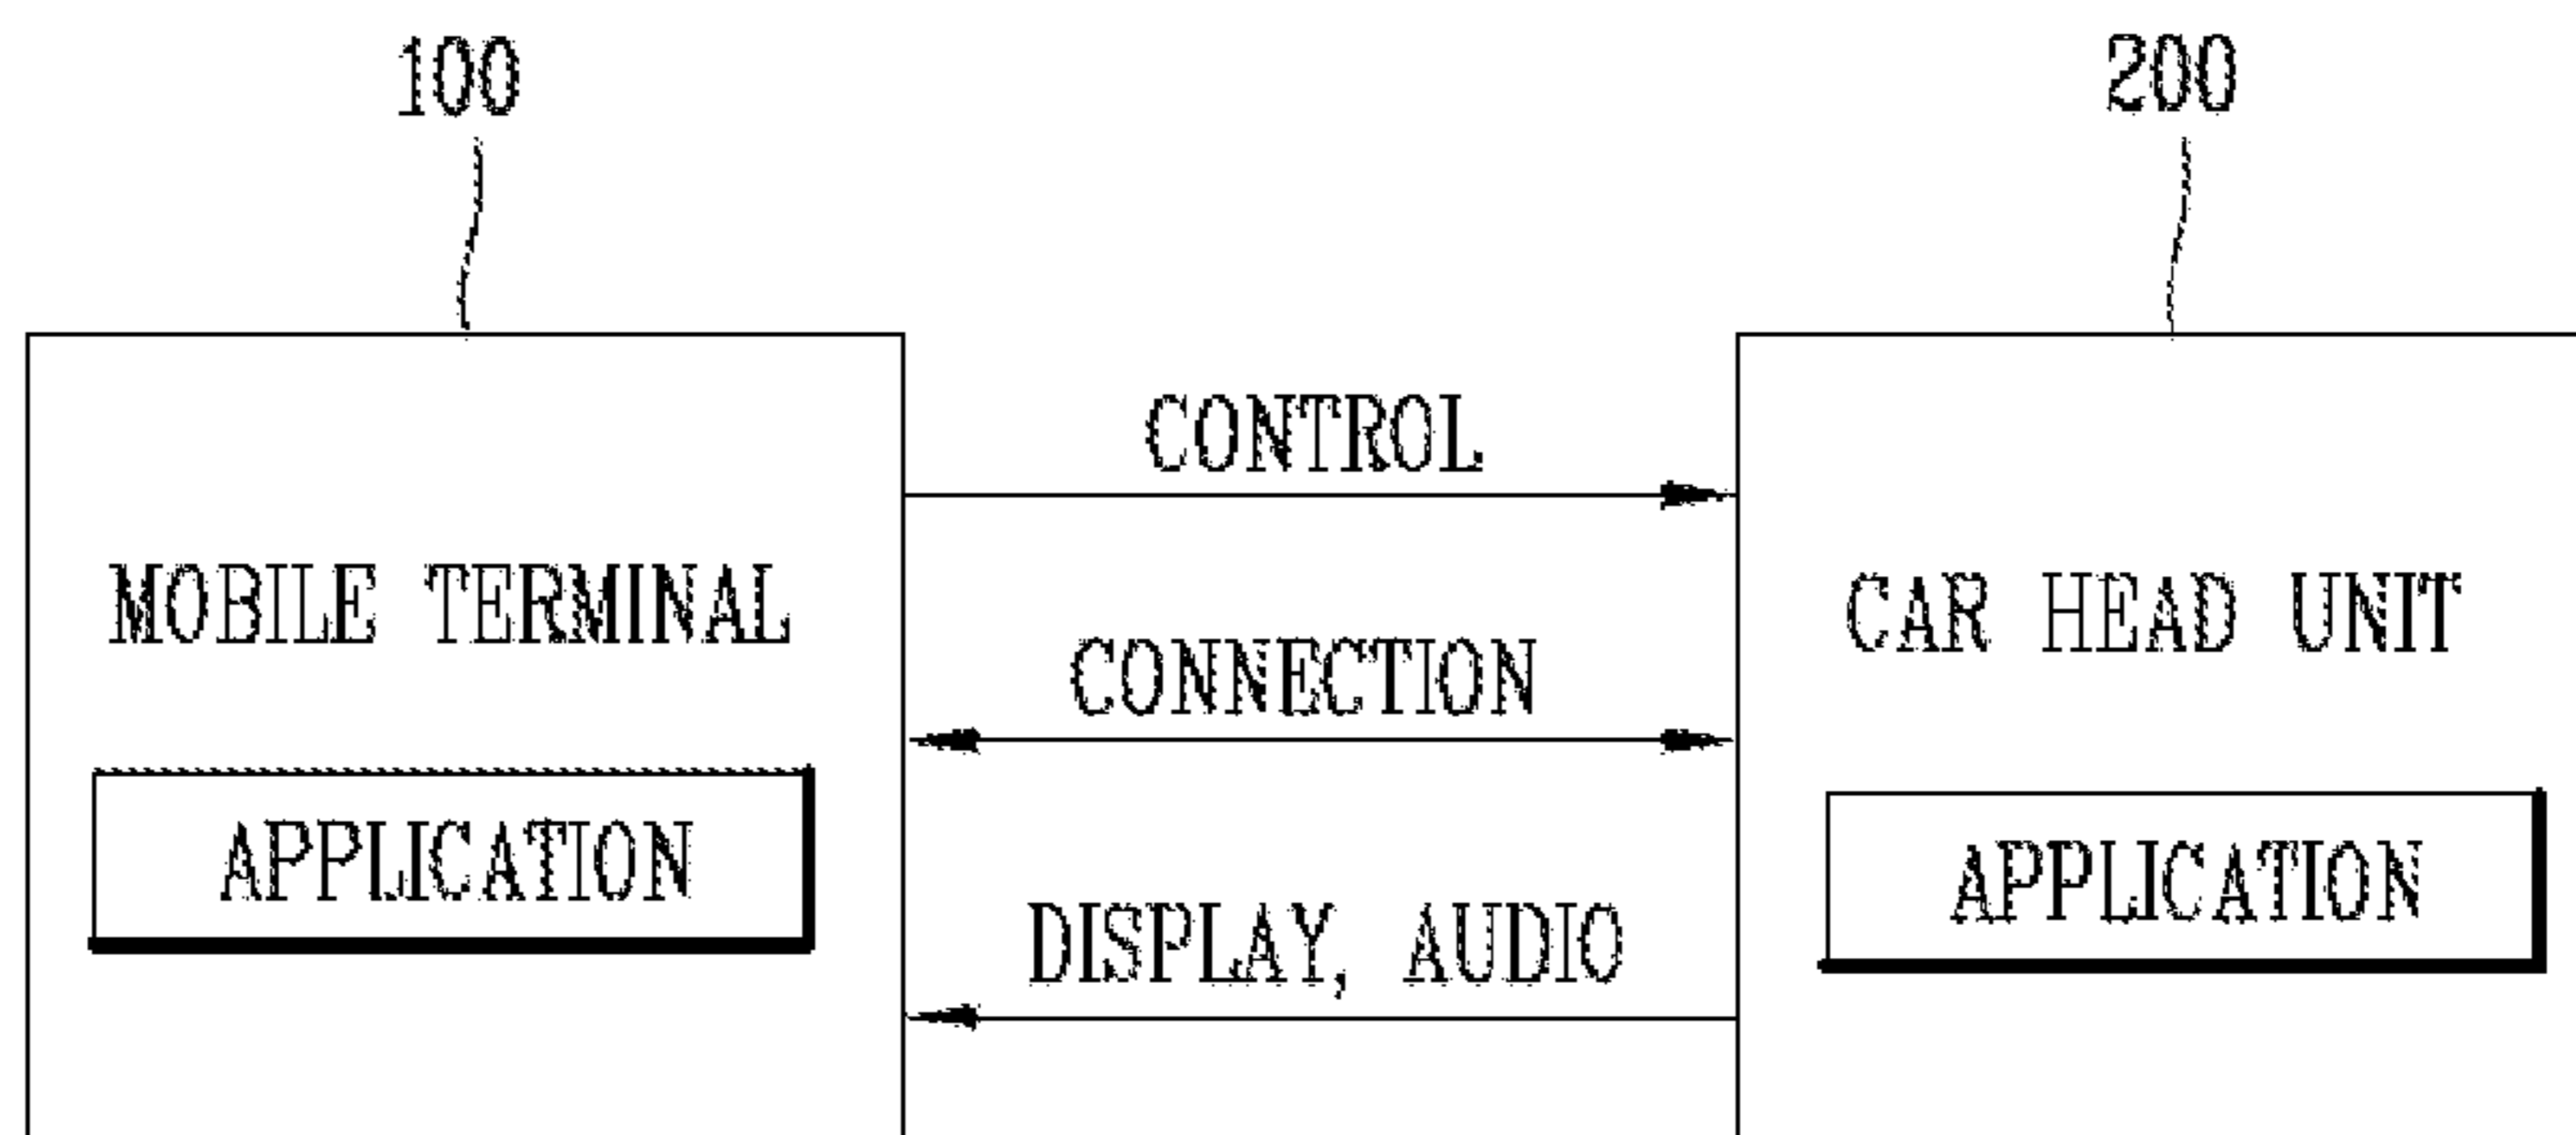 100
200
CONTROL
MOBILE TERMINAL
CAR HEAD UNIT
CONNECTION
APPLICATION
APPLICATION
DISPLAY, AUDIO